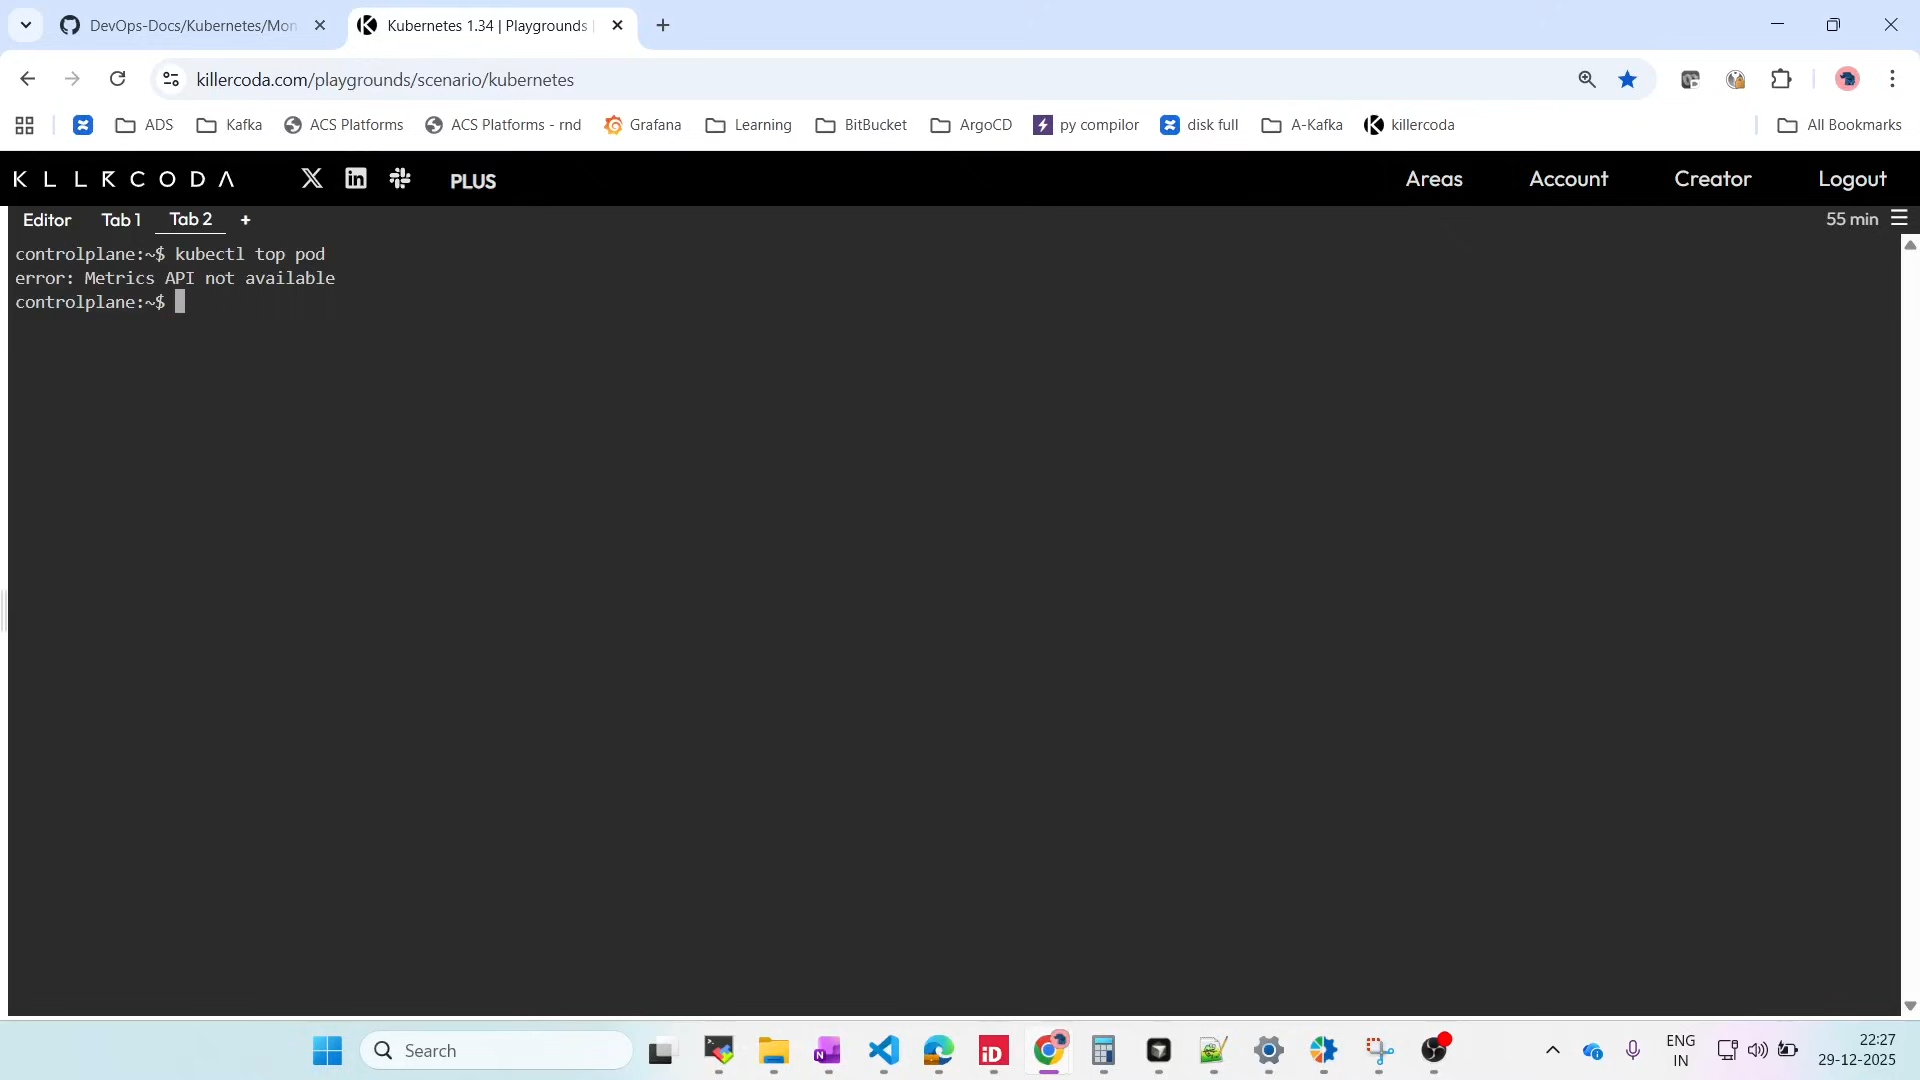 DevOps-Docs/Kubernetes/Mon
Kubernetes 1.34 | Playgrounds
killercoda.com/playgrounds/scenario/kubernetes
ADS
Kafka
ACS Platforms
ACS Platforms - rnd
Grafana
Learning
BitBucket
ArgoCD
py compilor
disk full
A-Kafka
killercoda
All Bookmarks
KILLERCODA
PLUS
Areas
Account
Creator
Logout
Editor
Tab 1
Tab 2
+
55 min
controlplane:~$ kubectl top pod
error: Metrics API not available
controlplane:~$
Search
ENG
IN
22:27
29-12-2025